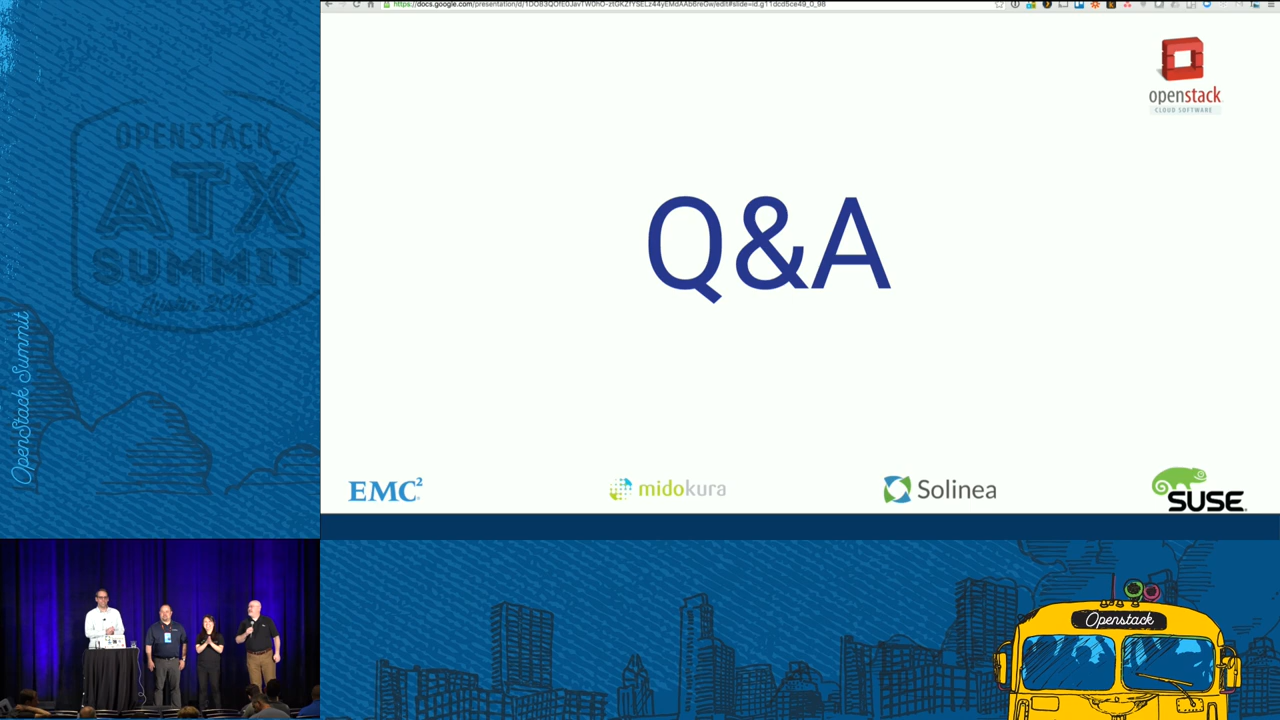 openstack
CLOUD SOFTWARE
Q&A
EMC²
midokura
Solinea
SUSE
OPENSTACK
ATX
SUMMIT
OpenStack Summit
Openstack